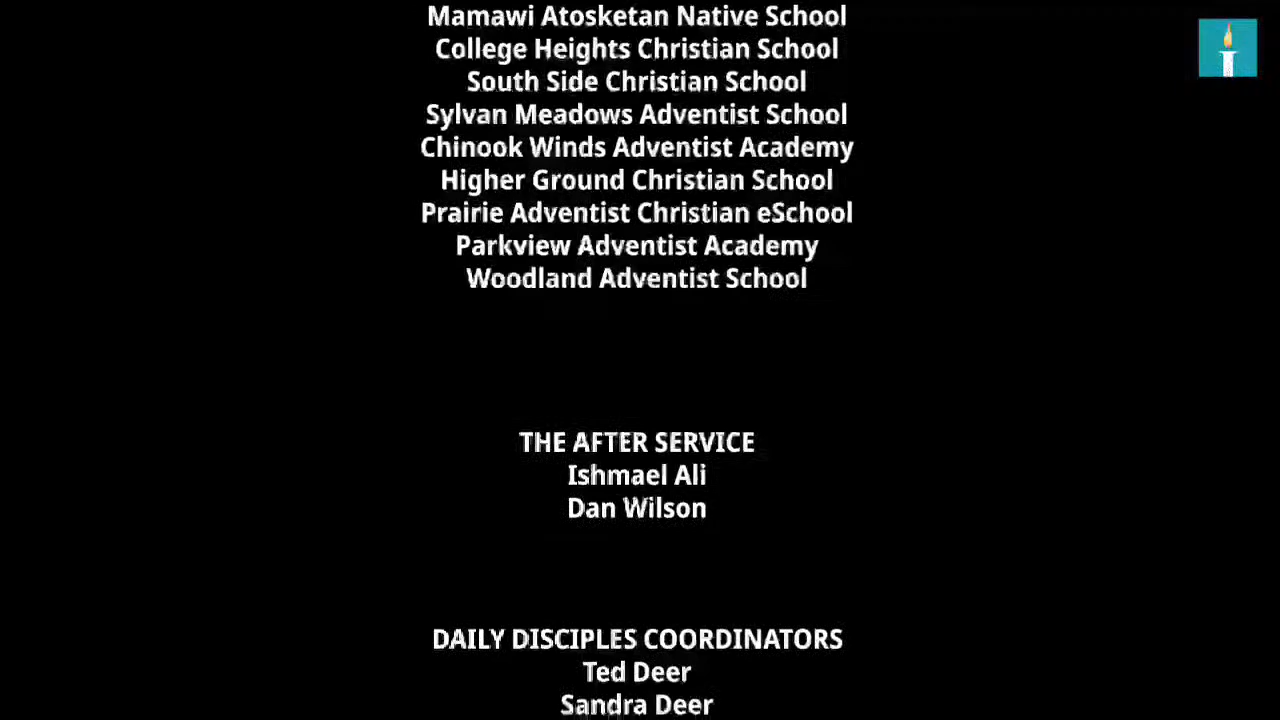 Mamawi Atosketan Native School
College Heights Christian School
South Side Christian School
Sylvan Meadows Adventist School
Chinook Winds Adventist Academy
Higher Ground Christian School
Prairie Adventist Christian eSchool
Parkview Adventist Academy
Woodland Adventist School
THE AFTER SERVICE
Ishmael Ali
Dan Wilson
DAILY DISCIPLES COORDINATORS
Ted Deer
Sandra Deer